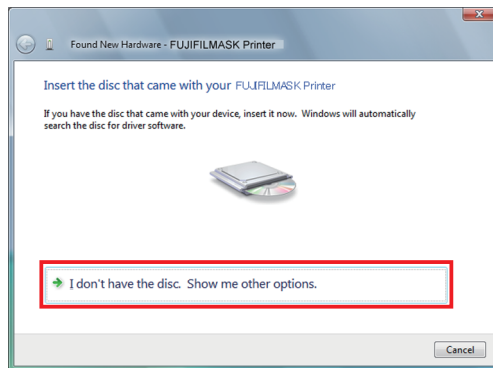 Found New Hardware - FUJIFILMASK Printer
Insert the disc that came with your FUJIFILMASK Printer
If you have the disc that came with your device, insert it now. Windows will automatically
search the disc for driver software.
I don't have the disc. Show me other options.
Cancel